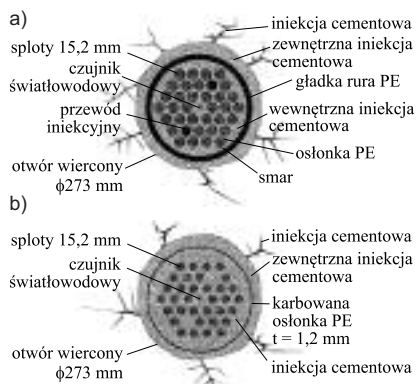 a)
iniekcja cementowa
sploty 15,2 mm
zewnętrzna iniekcja
cementowa
czujnik
światłowodowy
gładka rura PE
przewód
iniekcyjny
wewnętrzna iniekcja
cementowa
osłonka PE
otwór wiercony
ϕ273 mm
smar
b)
iniekcja cementowa
sploty 15,2 mm
zewnętrzna iniekcja
cementowa
czujnik
światłowodowy
karbowana
osłonka PE
t = 1,2 mm
otwór wiercony
ϕ273 mm
iniekcja cementowa